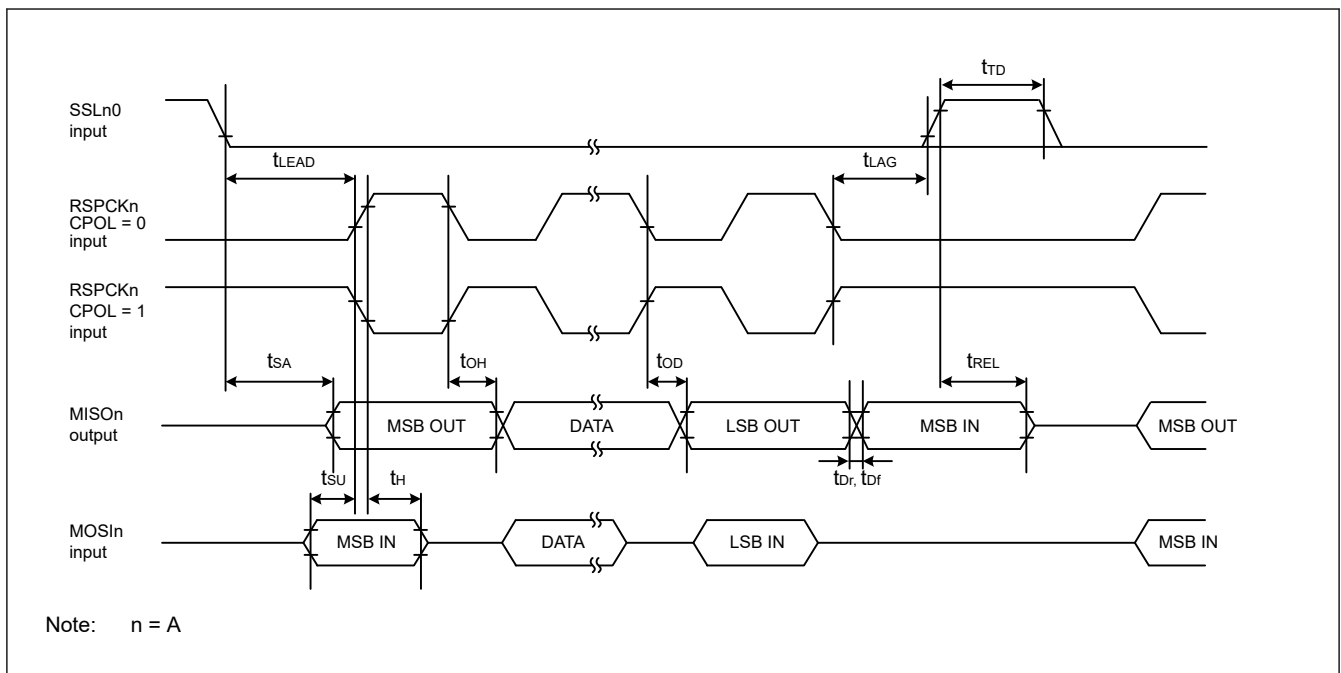 tTD
SSLn0
input
tLEAD
tLAG
RSPCKn
CPOL = 0
input
RSPCKn
CPOL = 1
input
tSA
tOH
tOD
tREL
MISOn
output
MSB OUT
DATA
LSB OUT
MSB IN
MSB OUT
tSU
tH
tDr, tDf
MOSIn
input
MSB IN
DATA
LSB IN
MSB IN
Note: n = A